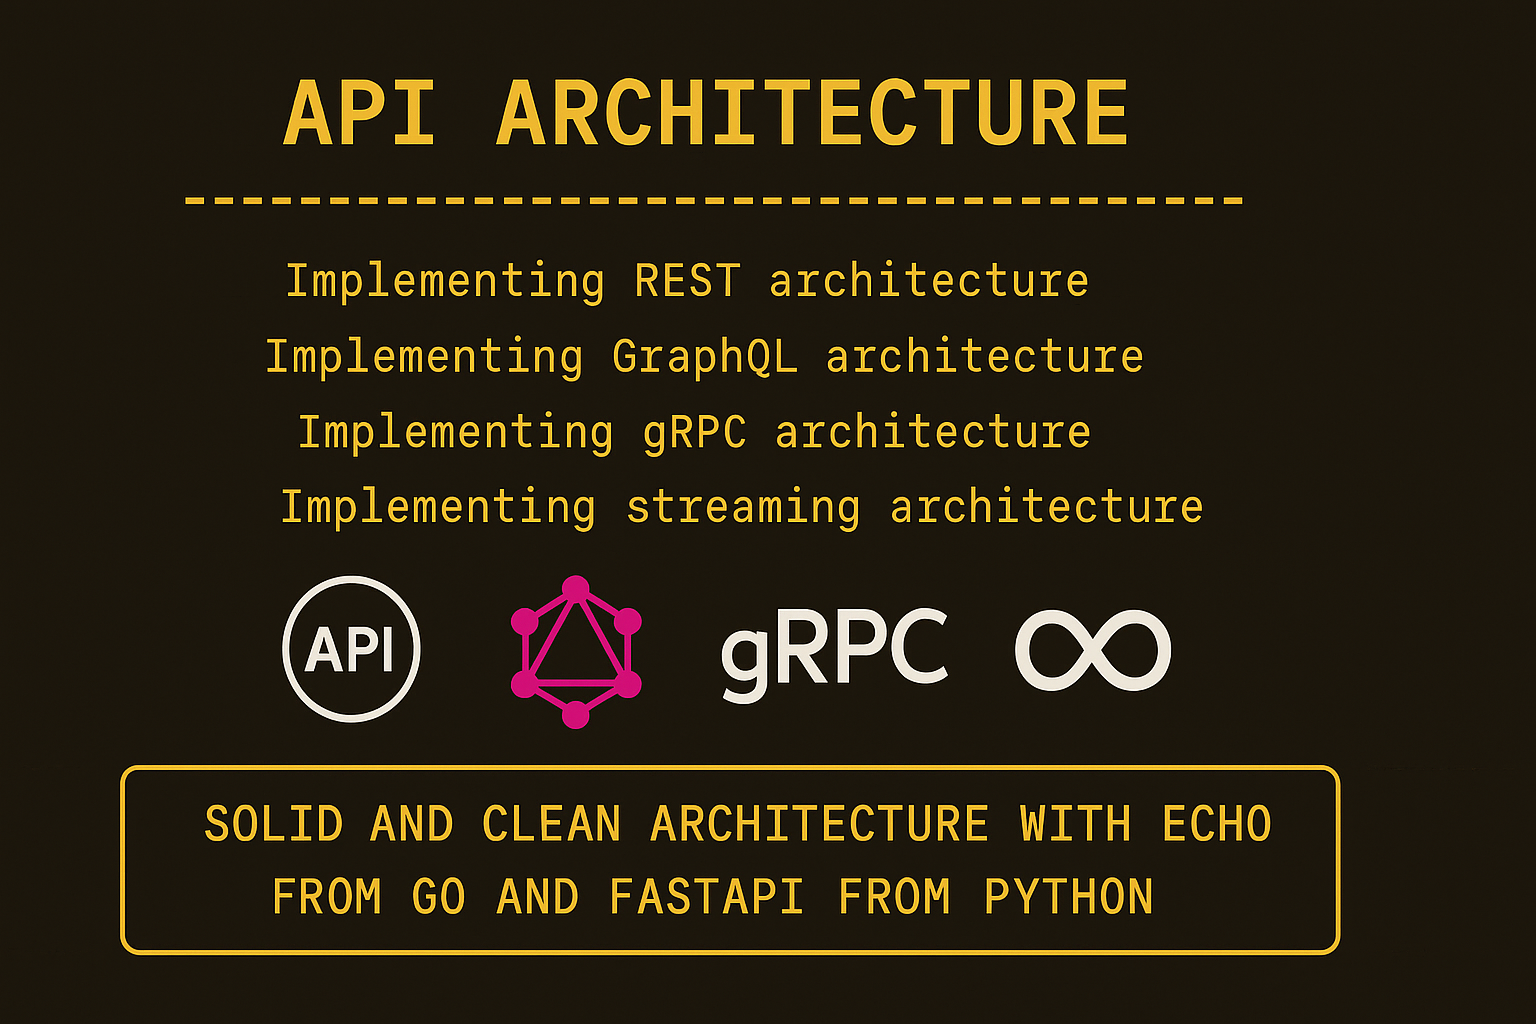 API ARCHITECTURE
Implementing REST architecture
Implementing GraphQL architecture
Implementing gRPC architecture
Implementing streaming architecture
API
gRPC
SOLID AND CLEAN ARCHITECTURE WITH ECHO
FROM GO AND FASTAPI FROM PYTHON